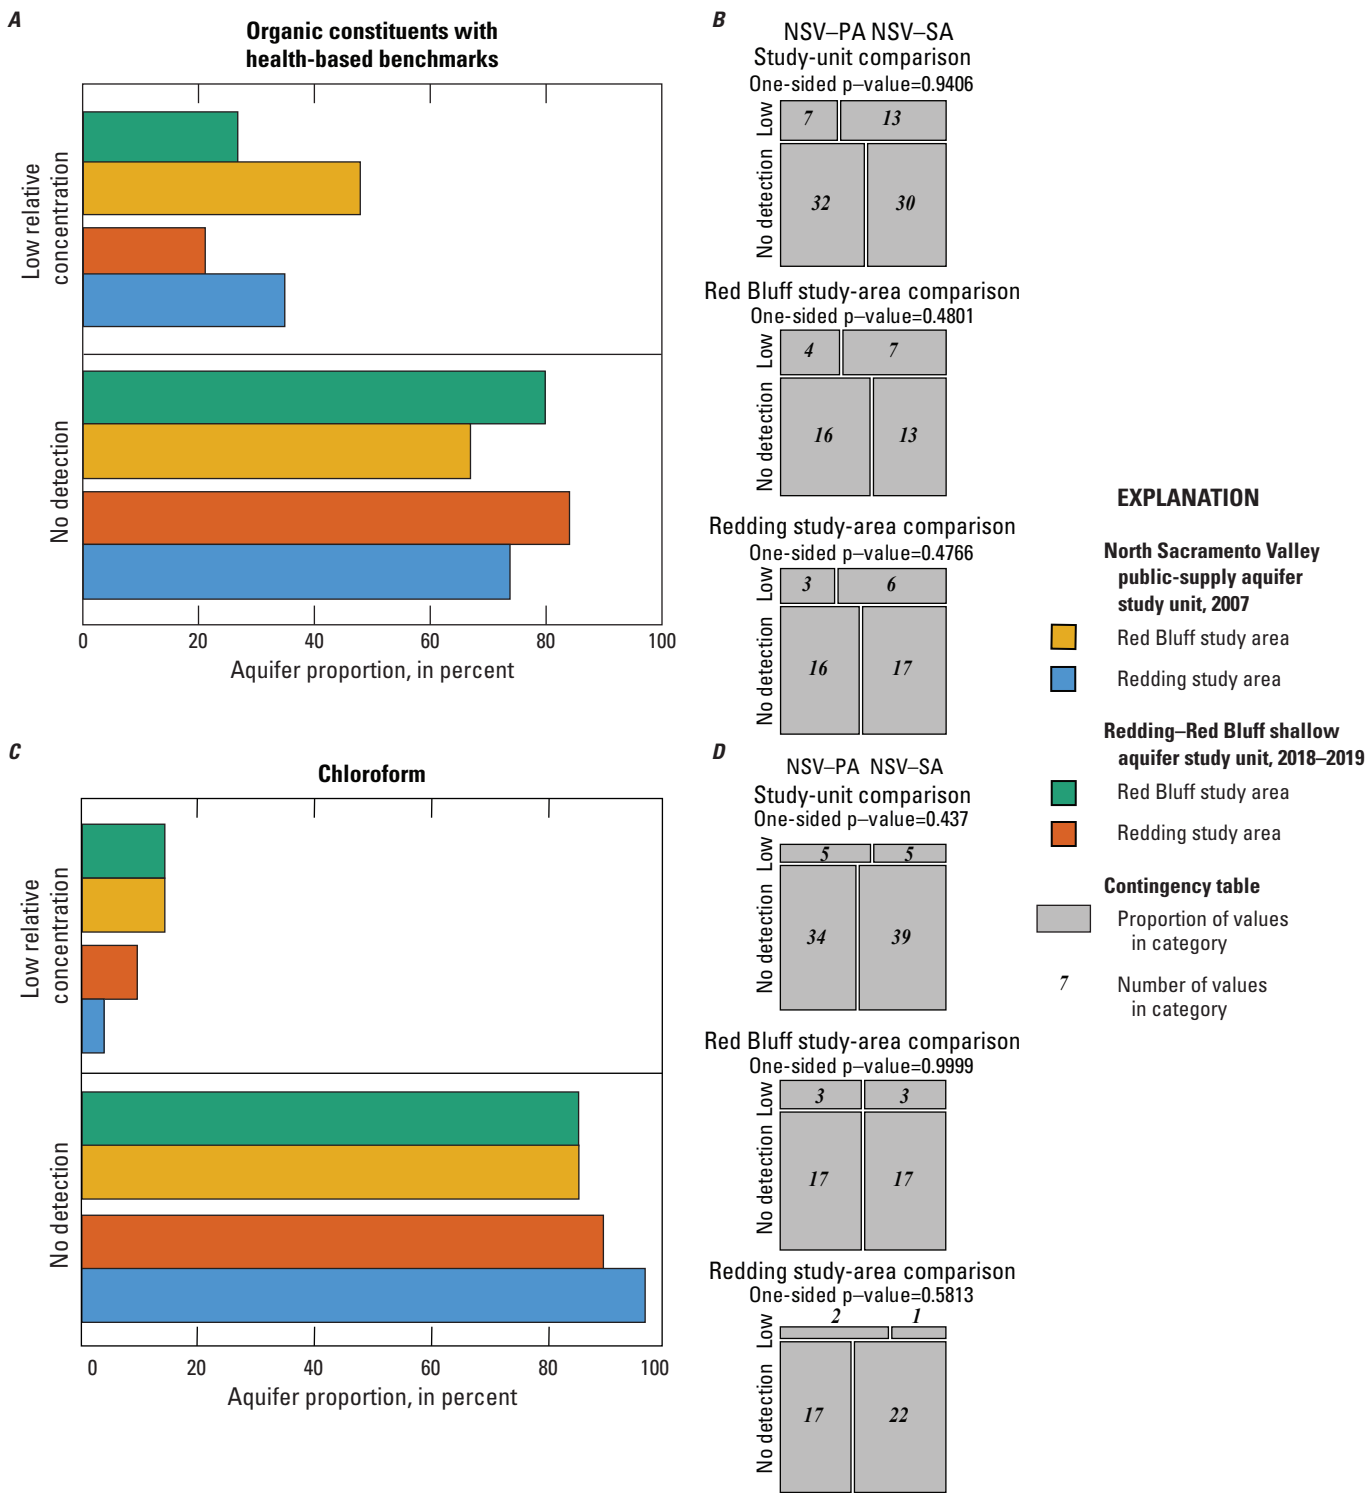 A
Organic constituents with
health-based benchmarks
Low relative
concentration
No detection
0 20 40 60 80 100
Aquifer proportion, in percent
B
NSV–PA NSV–SA
Study-unit comparison
One-sided p–value=0.9406
Low
7 13
No detection
32 30
Red Bluff study-area comparison
One-sided p–value=0.4801
Low
4 7
No detection
16 13
Redding study-area comparison
One-sided p–value=0.4766
Low
3 6
No detection
16 17
C
Chloroform
Low relative
concentration
No detection
0 20 40 60 80 100
Aquifer proportion, in percent
D
NSV–PA NSV–SA
Study-unit comparison
One-sided p–value=0.437
Low
5 5
No detection
34 39
Red Bluff study-area comparison
One-sided p–value=0.9999
Low
3 3
No detection
17 17
Redding study-area comparison
One-sided p–value=0.5813
Low
2 1
No detection
17 22
EXPLANATION
North Sacramento Valley
public-supply aquifer
study unit, 2007
Red Bluff study area
Redding study area
Redding–Red Bluff shallow
aquifer study unit, 2018–2019
Red Bluff study area
Redding study area
Contingency table
Proportion of values
in category
7 Number of values
in category